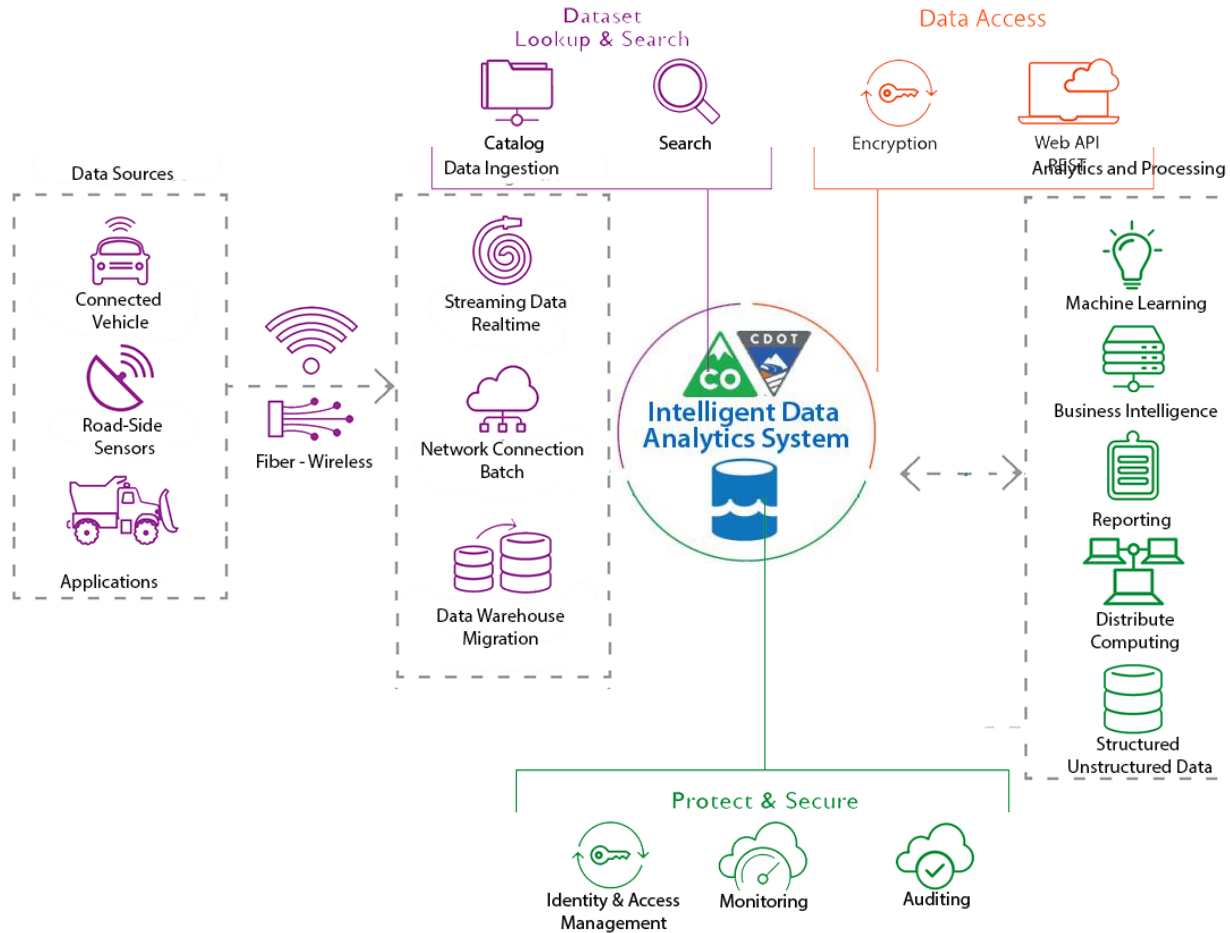 Dataset
Lookup & Search
Data Access
Catalog
Search
Encryption
Web API
REST
Data Sources
Data Ingestion
Analytics and Processing
Connected
Vehicle
Road-Side
Sensors
Applications
Fiber - Wireless
Streaming Data
Realtime
Network Connection
Batch
Data Warehouse
Migration
CO
CDOT
Intelligent Data
Analytics System
Machine Learning
Business Intelligence
Reporting
Distribute
Computing
Structured
Unstructured Data
Protect & Secure
Identity & Access
Management
Monitoring
Auditing